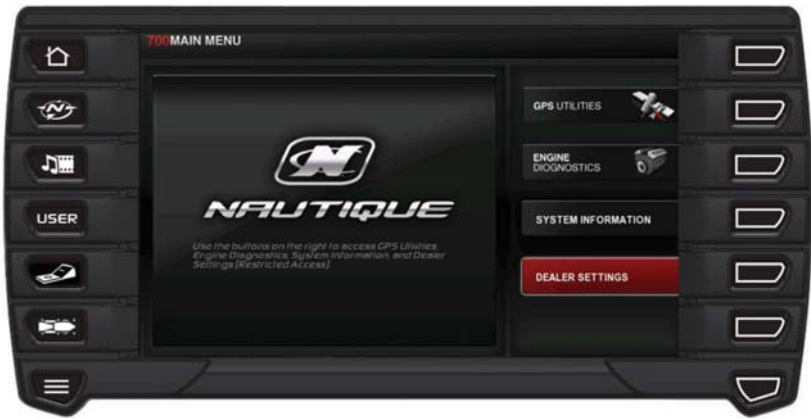 700MAIN MENU
NAUTIQUE
Use the buttons on the right to access GPS Utilities,
Engine Diagnostics, System Information, and Dealer
Settings [Restricted Access]
GPS UTILITIES
ENGINE
DIOGNOSTICS
SYSTEM INFORMATION
DEALER SETTINGS
USER